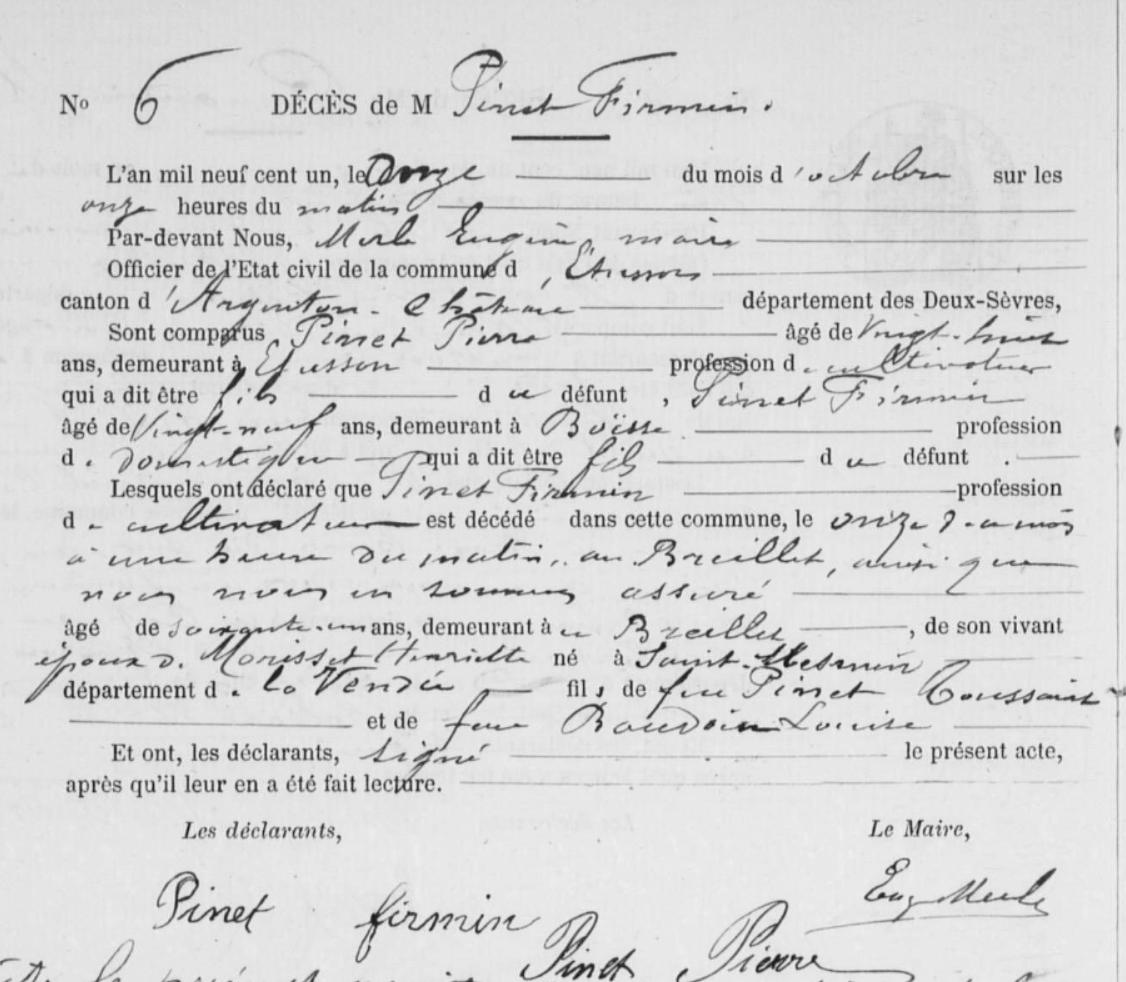 N° 6 DÉCÈS de M Pinet Firmin.
L'an mil neuf cent un, le onze du mois d'octobre sur les
onze heures du matin
Par-devant Nous, Merle Eugène, maire
Officier de l'Etat civil de la commune d'Etusson
canton d'Argenton-Château département des Deux-Sèvres,
Sont comparus Pinet Pierre âgé de vingt-huit
ans, demeurant à Etusson profession de cultivateur
qui a dit être fils du défunt, Pinet Firmin
âgé de vingt-neuf ans, demeurant à Boësse profession
de domestique qui a dit être fils du défunt.
Lesquels ont déclaré que Pinet Firmin profession
de cultivateur est décédé dans cette commune, le onze de ce mois
à une heure du matin, au Breillet, ainsi que
nous nous en sommes assuré
âgé de soixante-un ans, demeurant au Breillet, de son vivant
époux de Morisset Henriette né à Saint-Mesmin
département de la Vendée fils de feu Pinet Toussaint
et de feue Baudoin Louise
Et ont, les déclarants, signé le présent acte,
après qu'il leur en a été fait lecture.
Les déclarants, Le Maire,
Pinet firmin Eug Merle
Pinet Pierre